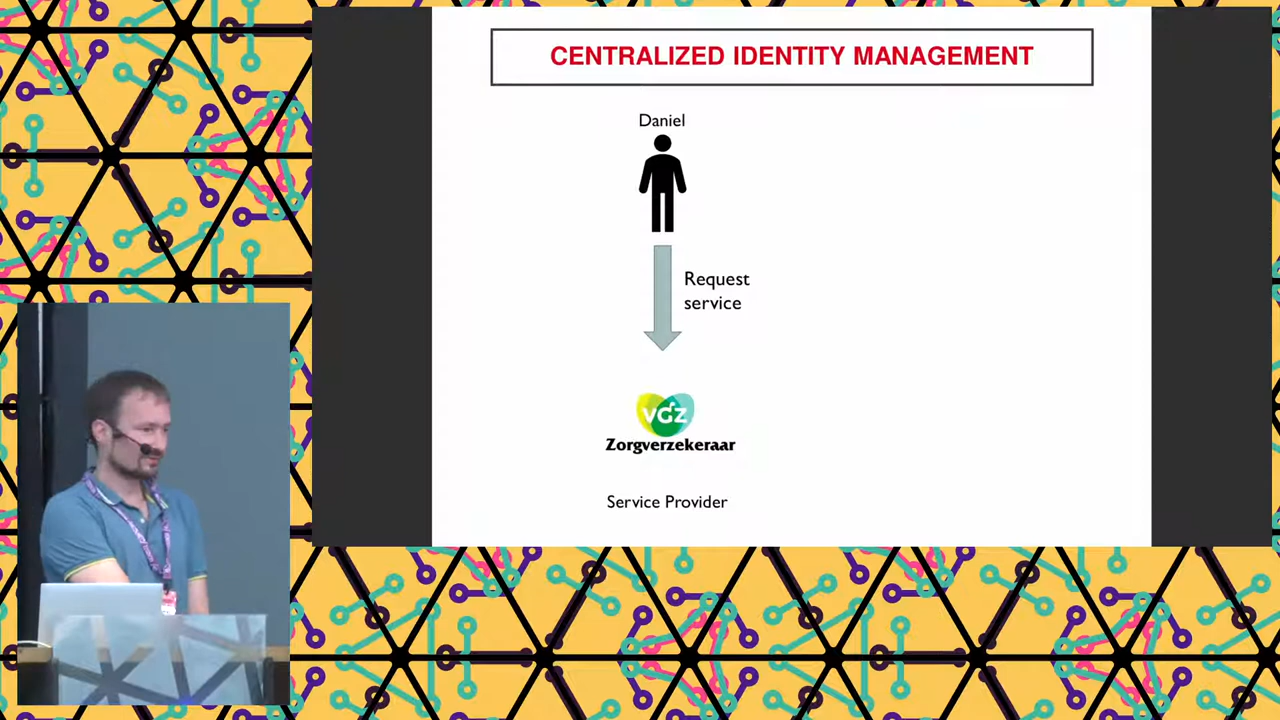 CENTRALIZED IDENTITY MANAGEMENT
Daniel
Request
service
vGz
Zorgverzekeraar
Service Provider